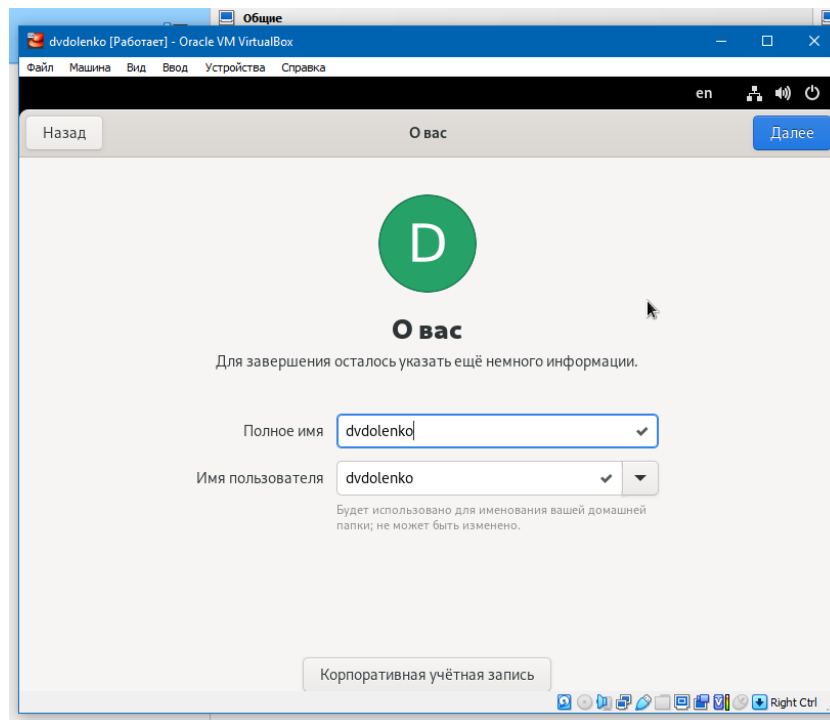 Общие
dvdolenko [Работает] - Oracle VM VirtualBox
Файл Машина Вид Ввод Устройства Справка
en
Назад О вас Далее
D
О вас
Для завершения осталось указать ещё немного информации.
Полное имя dvdolenko
Имя пользователя dvdolenko
Будет использовано для именования вашей домашней
папки; не может быть изменено.
Корпоративная учётная запись
Right Ctrl